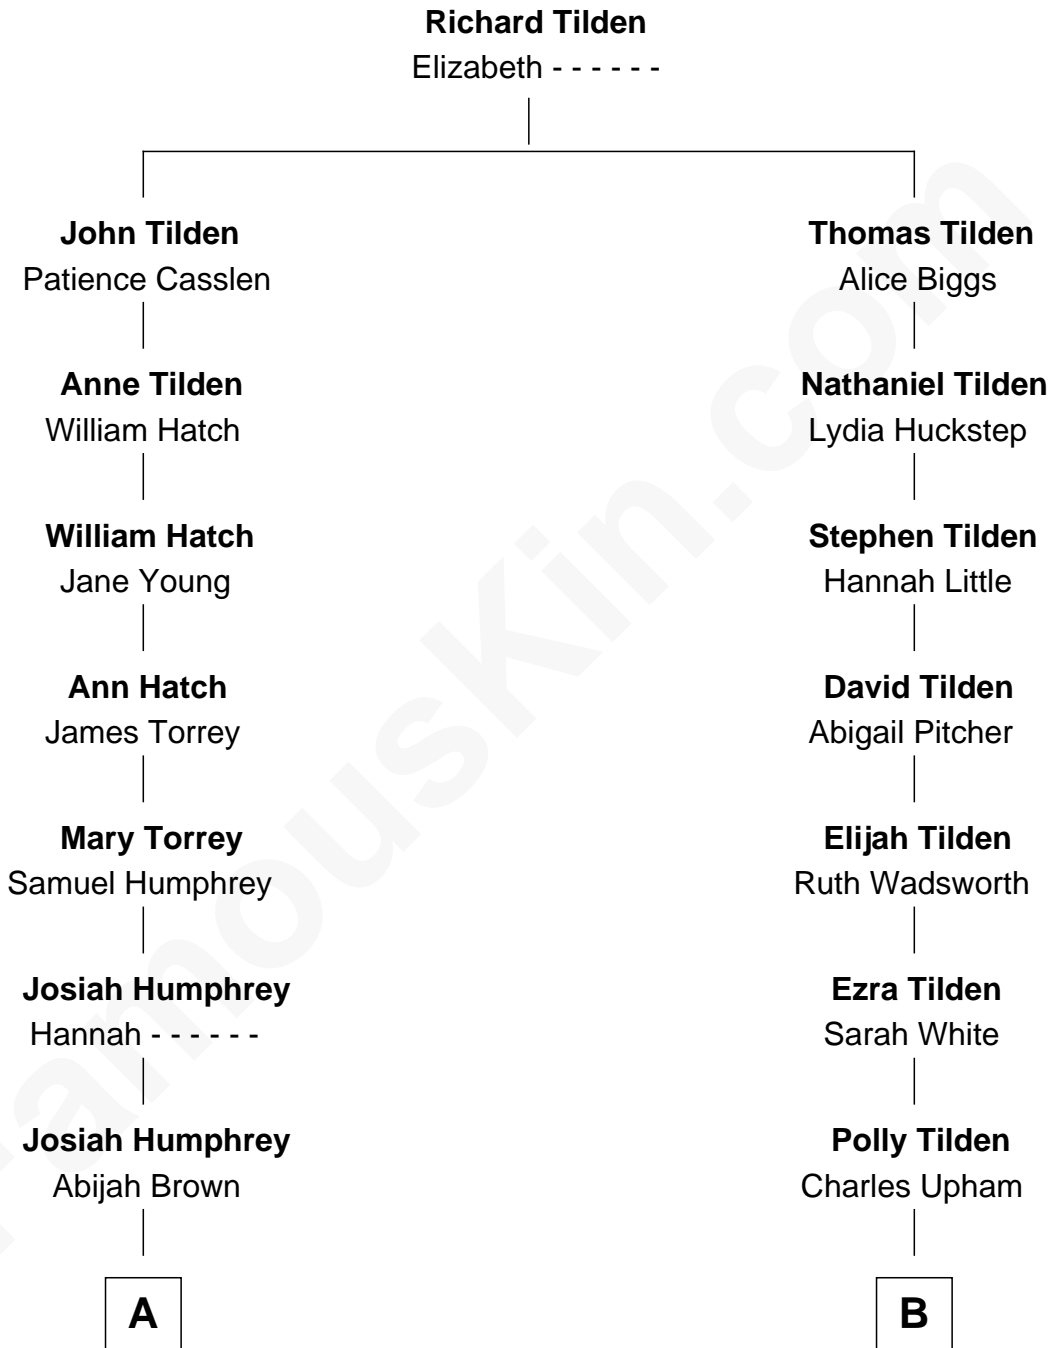 Richard Tilden
Elizabeth - - - - - -
John Tilden
Patience Casslen
Thomas Tilden
Alice Biggs
Anne Tilden
William Hatch
Nathaniel Tilden
Lydia Huckstep
William Hatch
Jane Young
Stephen Tilden
Hannah Little
Ann Hatch
James Torrey
David Tilden
Abigail Pitcher
Mary Torrey
Samuel Humphrey
Elijah Tilden
Ruth Wadsworth
Josiah Humphrey
Hannah - - - - - -
Ezra Tilden
Sarah White
Josiah Humphrey
Abijah Brown
Polly Tilden
Charles Upham
A
B
FamousKin.com